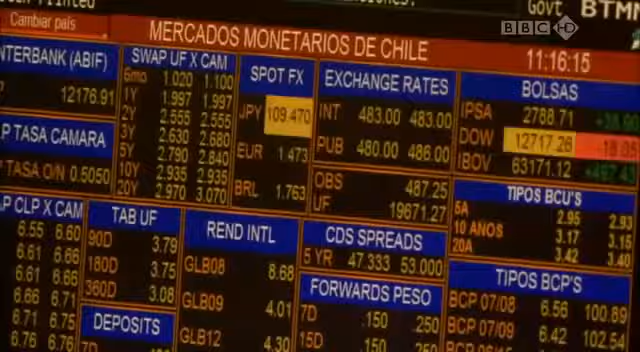 Govt BTMM
Cambiar país
BBC HD
MERCADOS MONETARIOS DE CHILE 11:16:15
NTERBANK (ABIF)
12176.91
P TASA CAMARA
TASA O/N 0.5050
SWAP UF X CAM
6mo 1.020 1.100
1Y 1.997 1.997
2Y 2.555 2.555
3Y 2.630 2.680
5Y 2.790 2.840
10Y 2.935 2.935
20Y 2.970 3.070
SPOT FX
JPY 109.470
EUR 1.473
BRL 1.763
EXCHANGE RATES
INT 483.00 483.00
PUB 480.00 486.00
OBS 487.25
UF 19671.27
BOLSAS
IPSA 2788.71
DOW 12717.26 -18.05
IBOV 63171.12
TIPOS BCU'S
5A 2.95 2.93
10 AÑOS 3.17 3.15
20A 3.42 3.40
P CLP X CAM
6.55 6.60
6.61 6.66
6.61 6.66
6.66 6.71
6.71 6.76
6.76 6.76
TAB UF
90D 3.79
180D 3.75
360D 3.08
DEPOSITS
7D
REND INTL
GLB08 8.68
GLB09 4.01
GLB12 4.30
CDS SPREADS
5 YR 47.333 53.000
FORWARDS PESO
7D .150 .250
15D .150 .250
TIPOS BCP'S
BCP 07/08 6.56 100.89
BCP 07/09 6.42 102.54